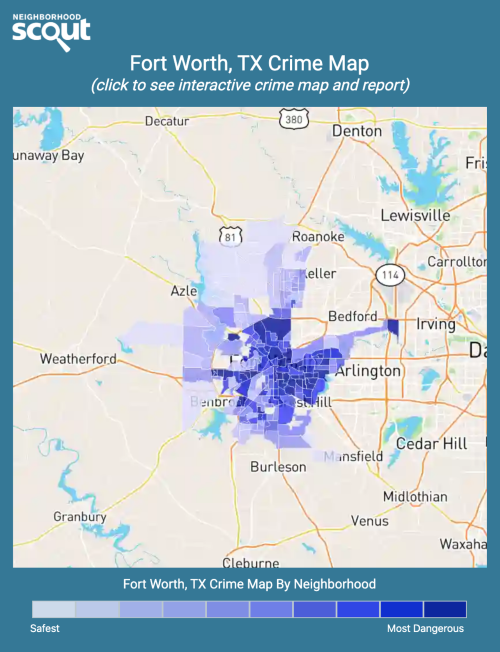 NEIGHBORHOOD
scout
Fort Worth, TX Crime Map
(click to see interactive crime map and report)
Decatur
380
Denton
unaway Bay
Fris
Lewisville
81
Roanoke
Carrollton
Keller
114
Azle
Bedford
Irving
Da
Weatherford
Arlington
Benbro
est Hill
Cedar Hill
Mansfield
Burleson
Midlothian
Granbury
Venus
Waxaha
Cleburne
Fort Worth, TX Crime Map By Neighborhood
Safest
Most Dangerous